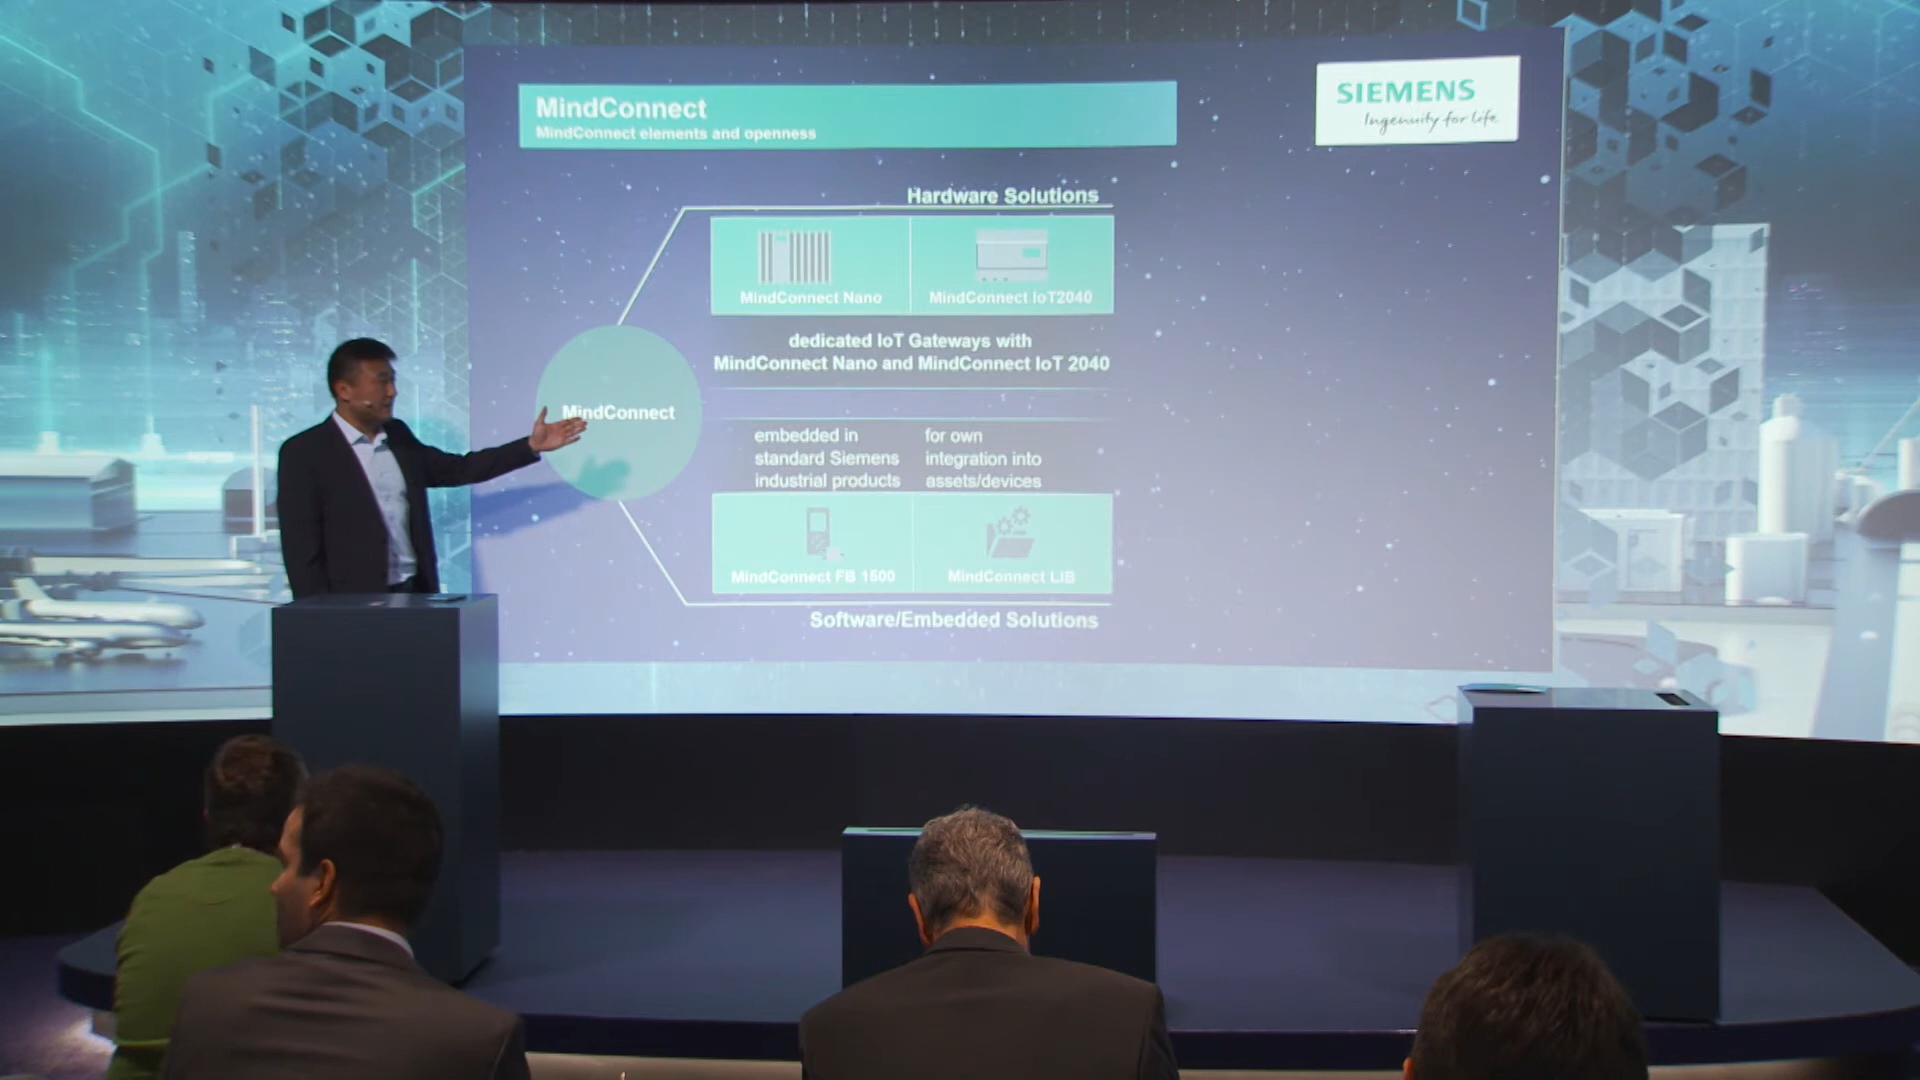 MindConnect
MindConnect elements and openness
SIEMENS
Ingenuity for life
Hardware Solutions
MindConnect Nano
MindConnect IoT2040
dedicated IoT Gateways with
MindConnect Nano and MindConnect IoT 2040
MindConnect
embedded in
standard Siemens
industrial products
for own
integration into
assets/devices
MindConnect FB 1500
MindConnect LIB
Software/Embedded Solutions